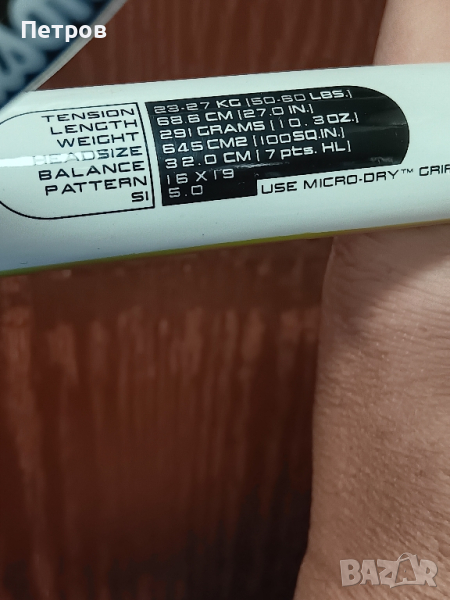 Петров
TENSION 23-27 KG [50-60 LBS.]
LENGTH 68.6 CM [27.0 IN.]
WEIGHT 291 GRAMS [10.3OZ.]
HEADSIZE 645 CM2 [100SQ.IN.]
BALANCE 32.0 CM [7 pts. HL]
PATTERN 16 X 19
SI 5.0 USE MICRO-DRY™ GRIP
BAZAR